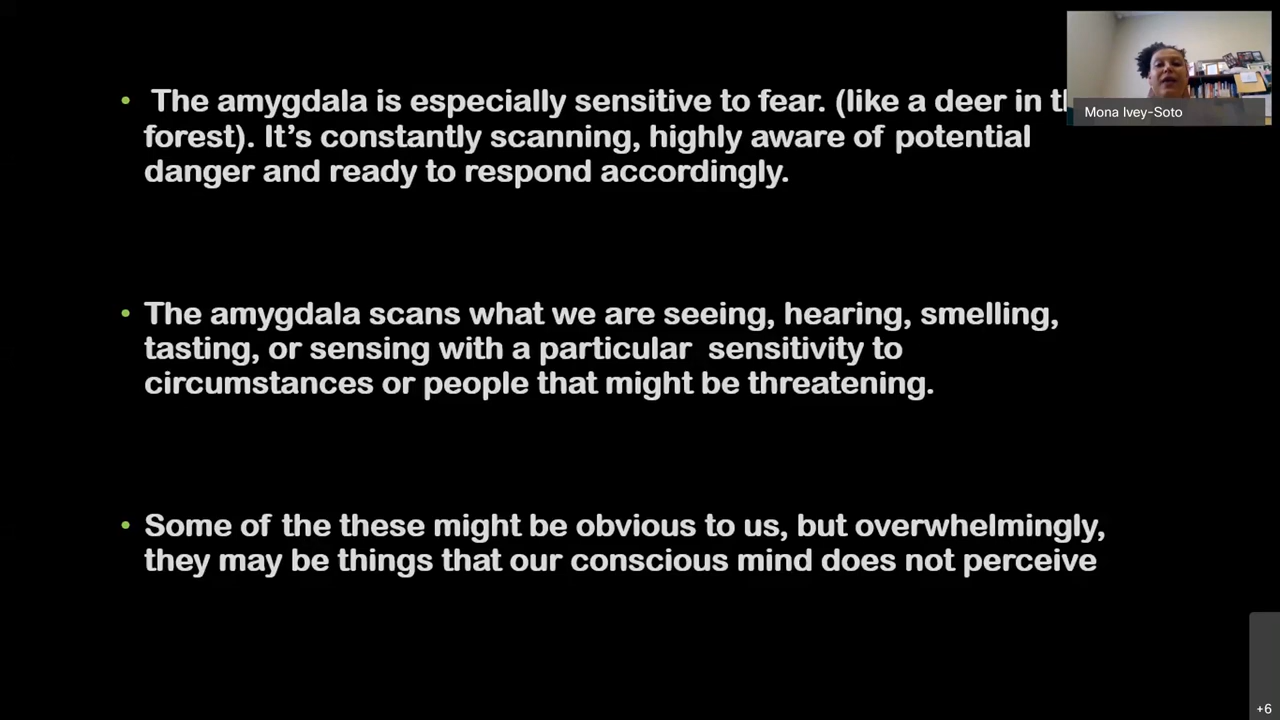 The amygdala is especially sensitive to fear. (like a deer in
forest). It's constantly scanning, highly aware of potential
danger and ready to respond accordingly.
The amygdala scans what we are seeing, hearing, smelling,
tasting, or sensing with a particular sensitivity to
circumstances or people that might be threatening.
Some of the these might be obvious to us, but overwhelmingly,
they may be things that our conscious mind does not perceive
Mona Ivey-Soto
+6